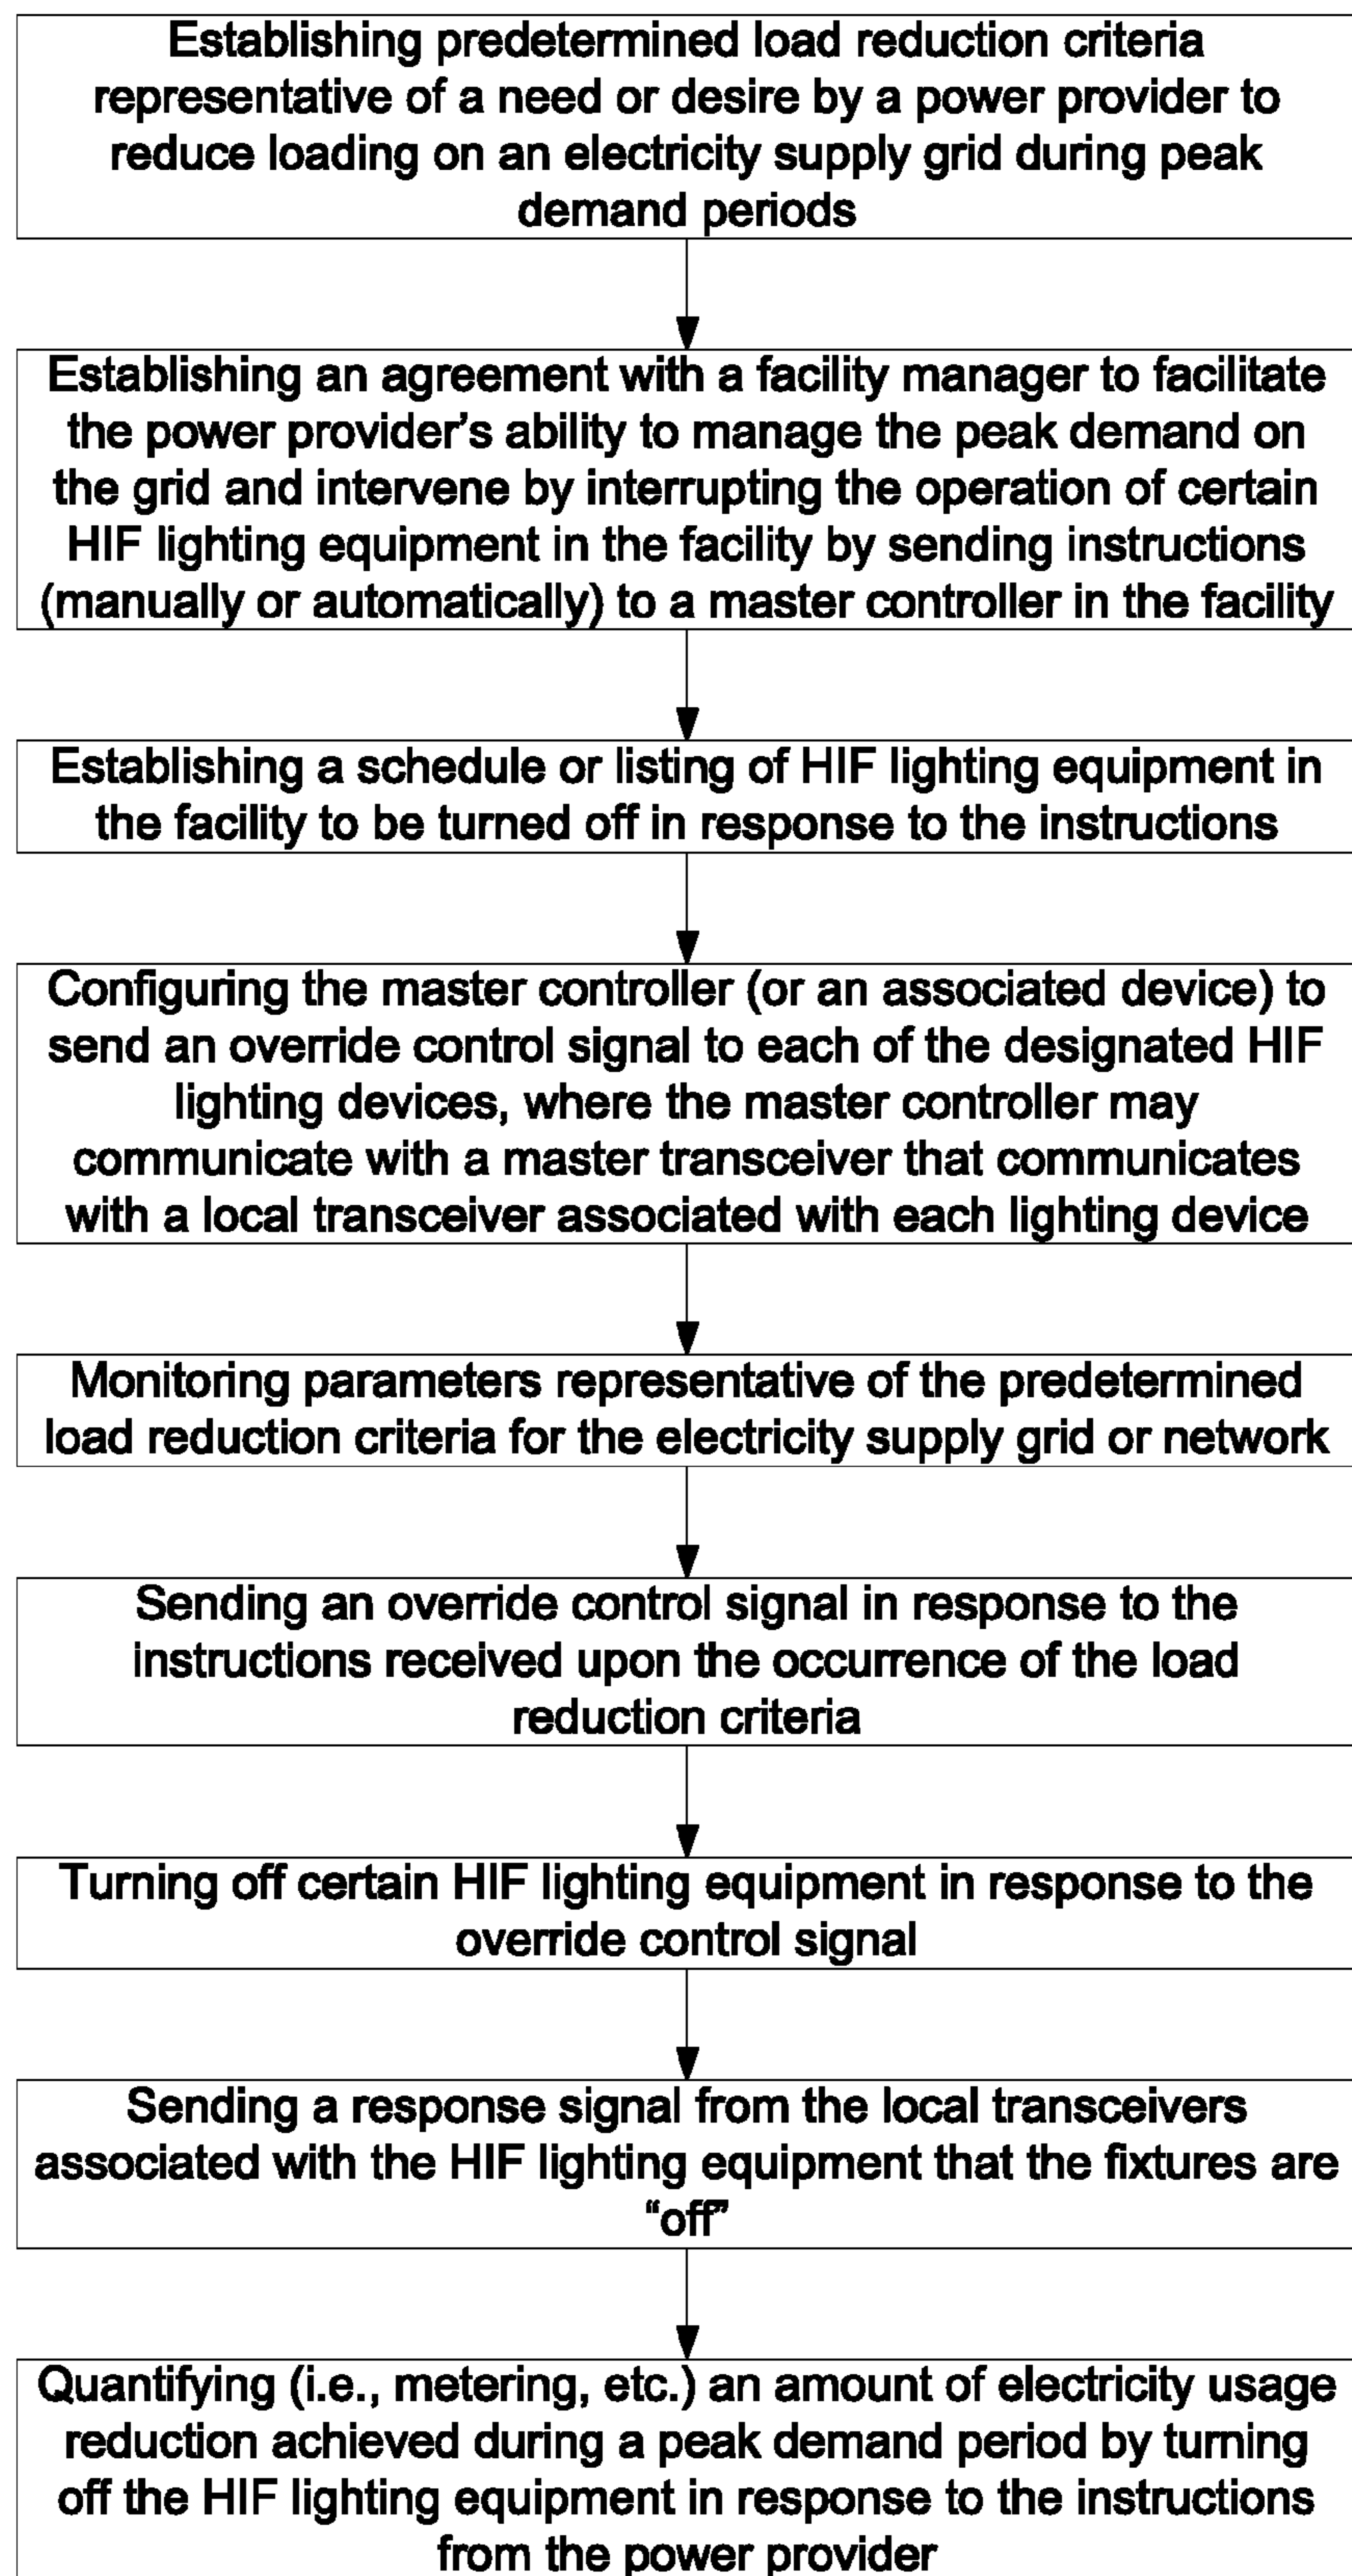 Establishing predetermined load reduction criteria
representative of a need or desire by a power provider to
reduce loading on an electricity supply grid during peak
demand periods
Establishing an agreement with a facility manager to facilitate
the power provider’s ability to manage the peak demand on
the grid and intervene by interrupting the operation of certain
HIF lighting equipment in the facility by sending instructions
(manually or automatically) to a master controller in the facility
Establishing a schedule or listing of HIF lighting equipment in
the facility to be turned off in response to the instructions
Configuring the master controller (or an associated device) to
send an override control signal to each of the designated HIF
lighting devices, where the master controller may
communicate with a master transceiver that communicates
with a local transceiver associated with each lighting device
Monitoring parameters representative of the predetermined
load reduction criteria for the electricity supply grid or network
Sending an override control signal in response to the
instructions received upon the occurrence of the load
reduction criteria
Turning off certain HIF lighting equipment in response to the
override control signal
Sending a response signal from the local transceivers
associated with the HIF lighting equipment that the fixtures are
“off”
Quantifying (i.e., metering, etc.) an amount of electricity usage
reduction achieved during a peak demand period by turning
off the HIF lighting equipment in response to the instructions
from the power provider